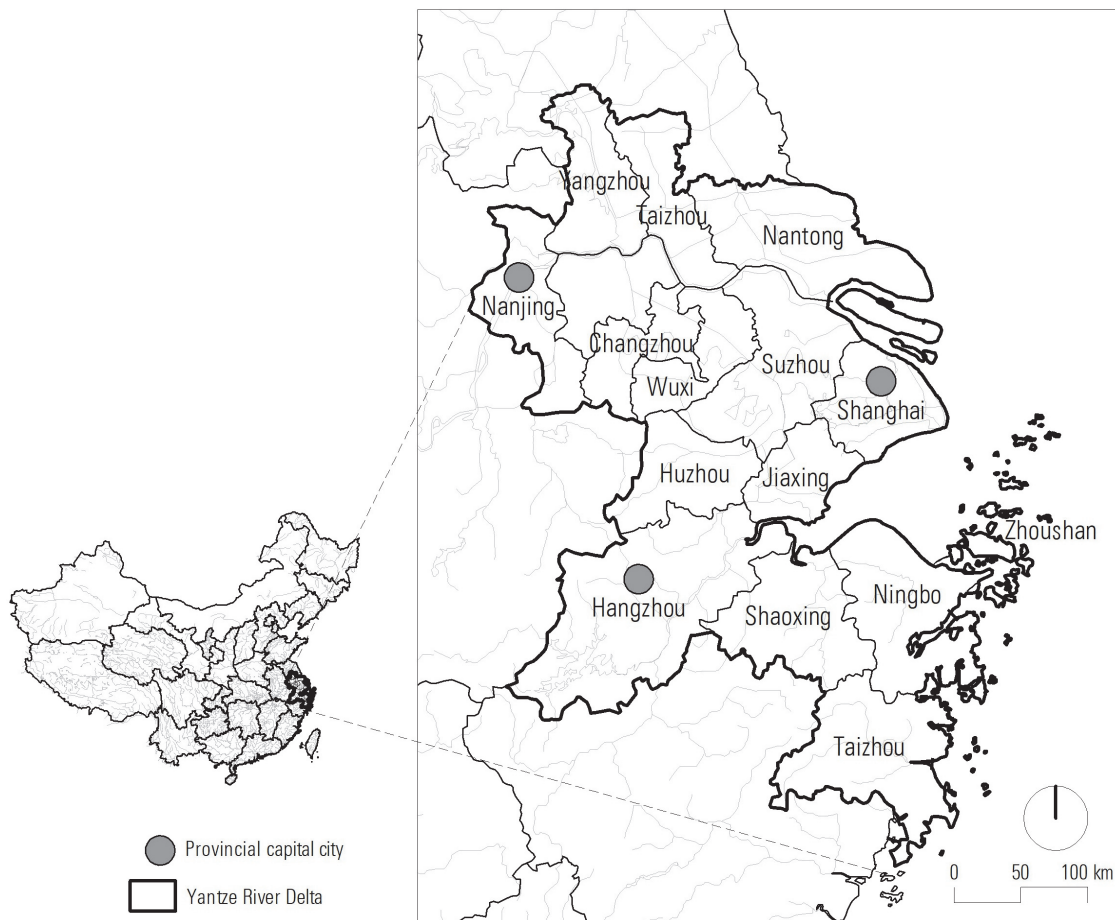 Yangzhou
Taizhou
Nantong
Nanjing
Changzhou
Suzhou
Wuxi
Shanghai
Huzhou
Jiaxing
Zhoushan
Hangzhou
Shaoxing
Ningbo
Taizhou
Provincial capital city
Yantze River Delta
0 50 100 km